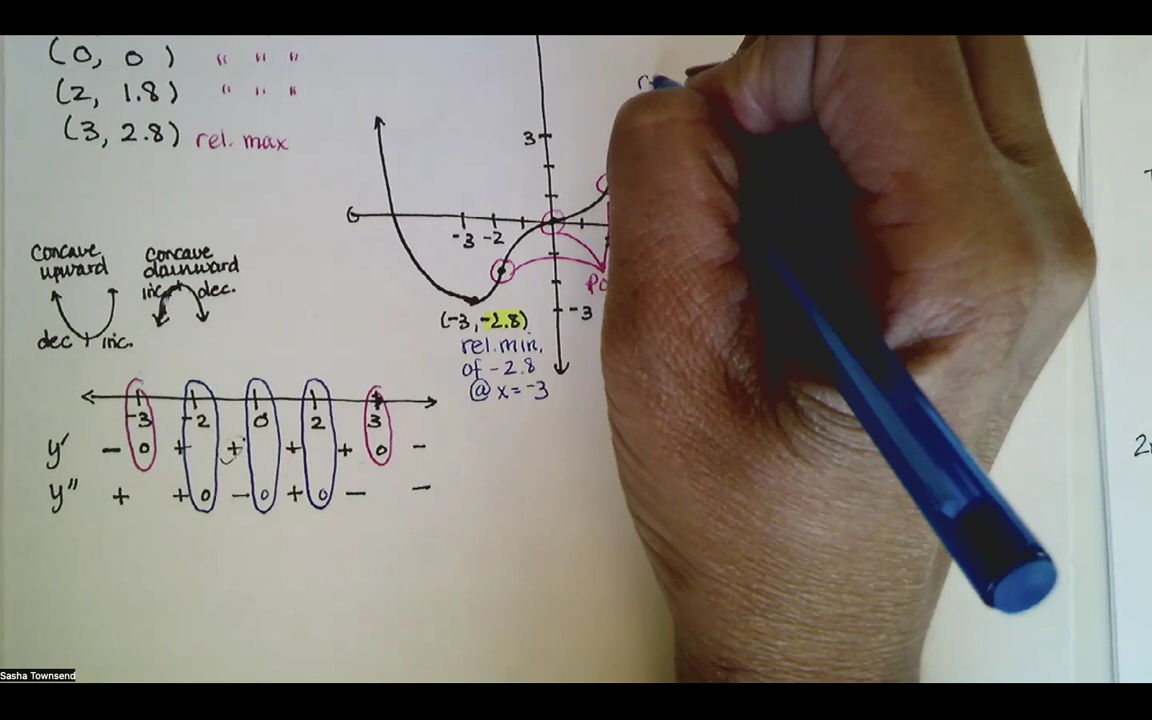 (0, 0) " " "
(2, 1.8) " " "
(3, 2.8) rel. max
3
-3 -2
-3
(-3, -2.8)
rel. min.
of -2.8
@ x = -3
Concave
upward
dec inc.
Concave
downward
inc dec.
-3 -2 0 2 3
y' - 0 + + + + 0 -
y" + + 0 - 0 + 0 - -
Sasha Townsend